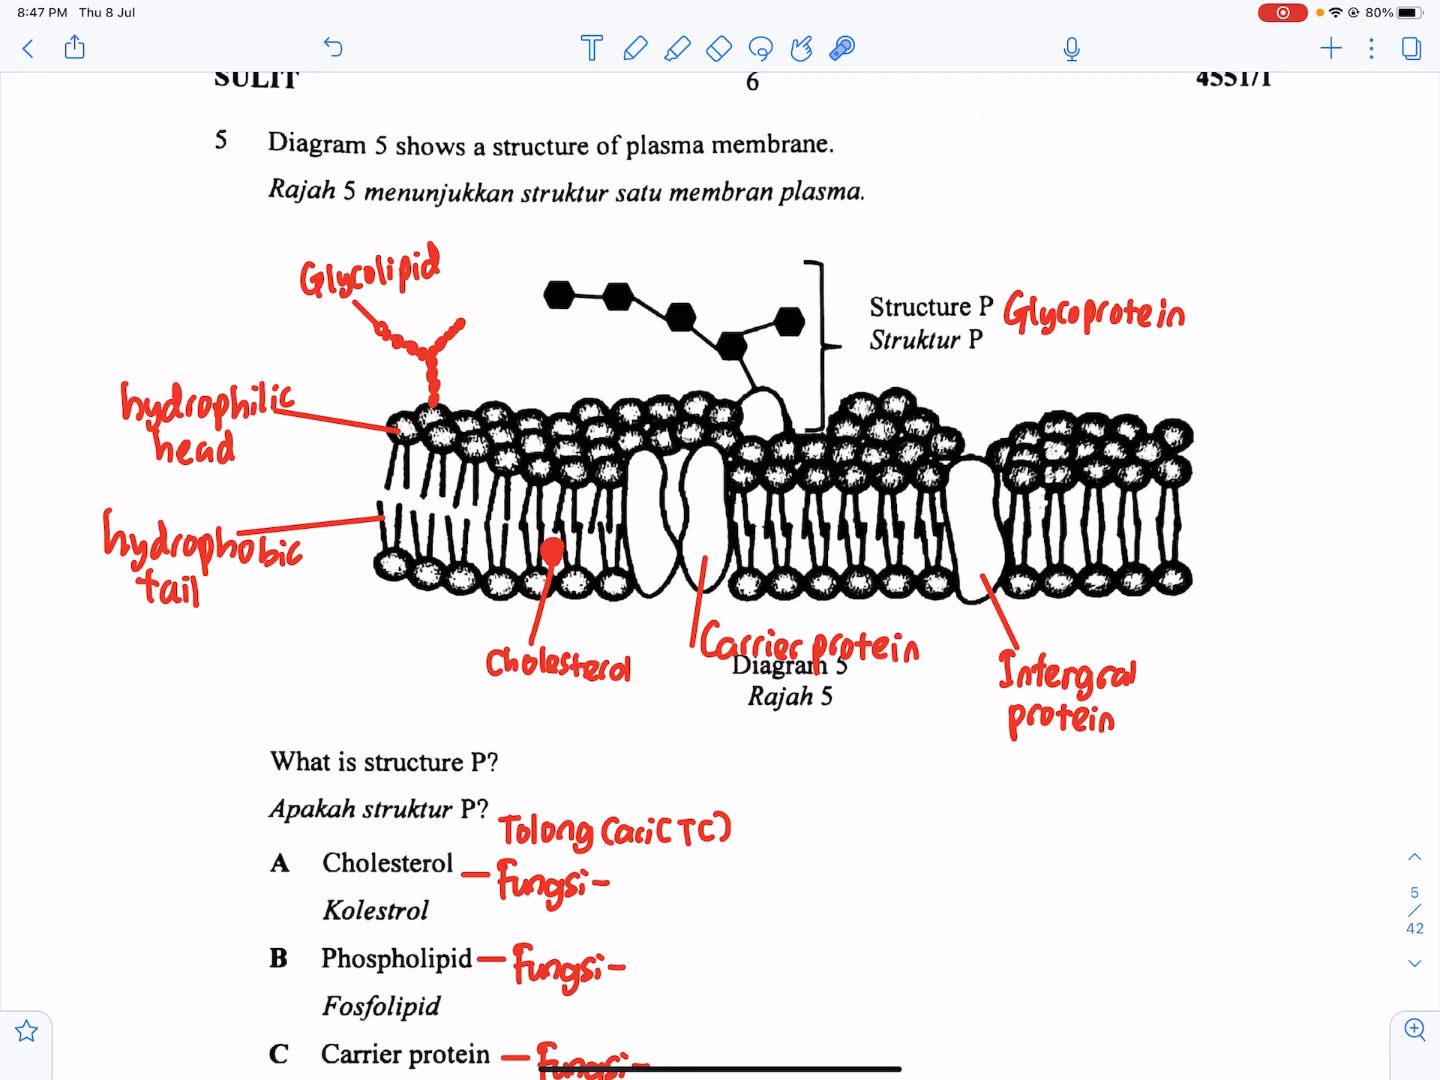 8:47 PM Thu 8 Jul
80%
SULIT 6 4551/1
5 Diagram 5 shows a structure of plasma membrane.
Rajah 5 menunjukkan struktur satu membran plasma.
Glycolipid
Structure P Glycoprotein
Struktur P
hydrophilic
head
hydrophobic
tail
Cholesterol
Carrier protein
Intergral
protein
Diagram 5
Rajah 5
What is structure P?
Apakah struktur P?
Tolong Cari (TC)
A Cholesterol — Fungsi –
Kolestrol
B Phospholipid — Fungsi –
Fosfolipid
C Carrier protein — Fungsi –
5
/
42